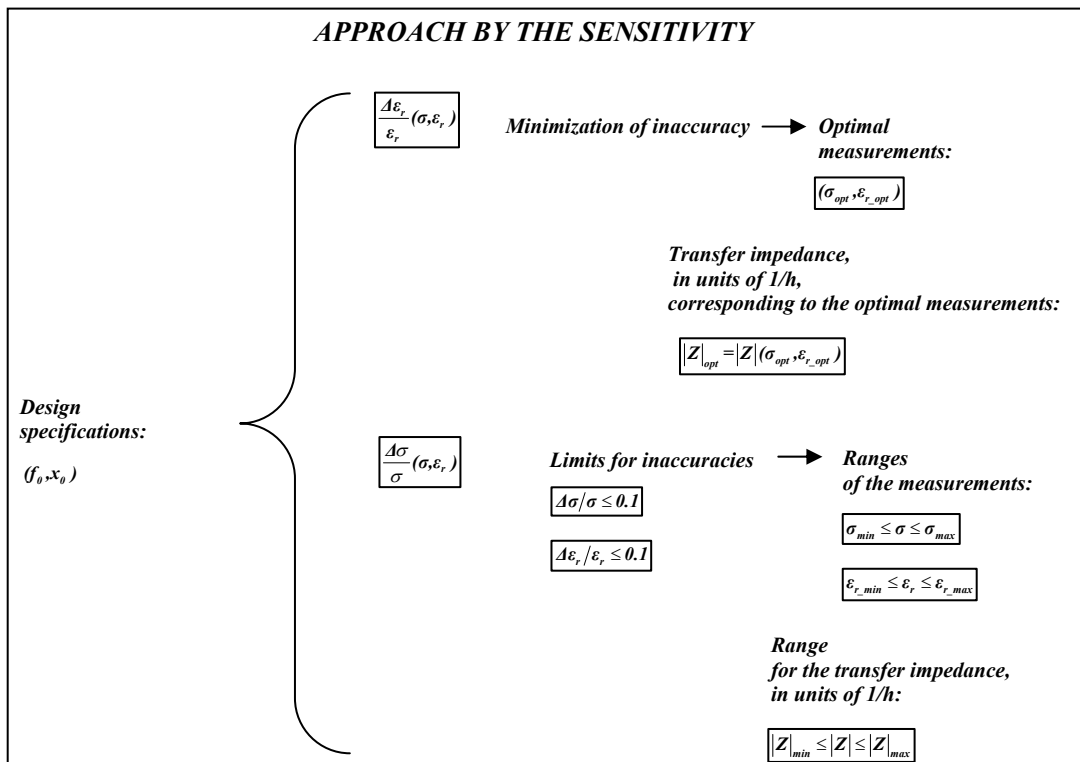 APPROACH BY THE SENSITIVITY
Δε_r/ε_r (σ,ε_r)
Minimization of inaccuracy → Optimal
measurements:
(σ_opt ,ε_r_opt )
Transfer impedance,
in units of 1/h,
corresponding to the optimal measurements:
|Z|_opt = |Z|(σ_opt ,ε_r_opt )
Design
specifications:
(f_0 ,x_0 )
Δσ/σ (σ,ε_r )
Limits for inaccuracies → Ranges
of the measurements:
Δσ/σ ≤ 0.1
σ_min ≤ σ ≤ σ_max
Δε_r/ε_r ≤ 0.1
ε_r_min ≤ ε_r ≤ ε_r_max
Range
for the transfer impedance,
in units of 1/h:
|Z|_min ≤ |Z| ≤ |Z|_max